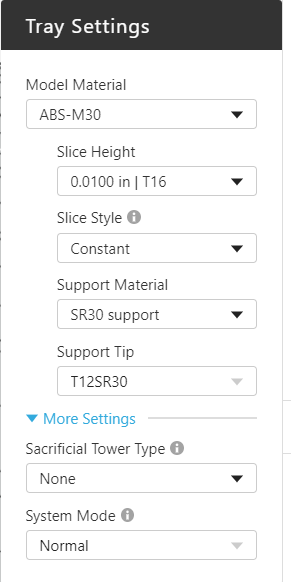 Tray Settings
Model Material
ABS-M30
Slice Height
0.0100 in | T16
Slice Style
Constant
Support Material
SR30 support
Support Tip
T12SR30
More Settings
Sacrificial Tower Type
None
System Mode
Normal